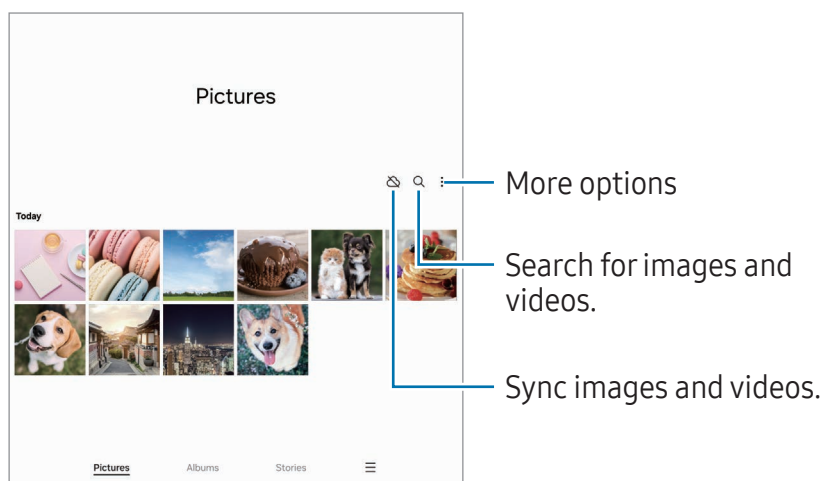 Pictures
More options
Today
Search for images and
videos.
Sync images and videos.
Pictures Albums Stories